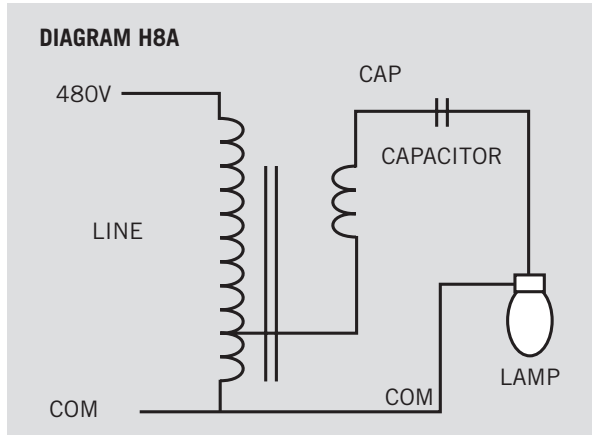 DIAGRAM H8A
480V
CAP
CAPACITOR
LINE
LAMP
COM
COM